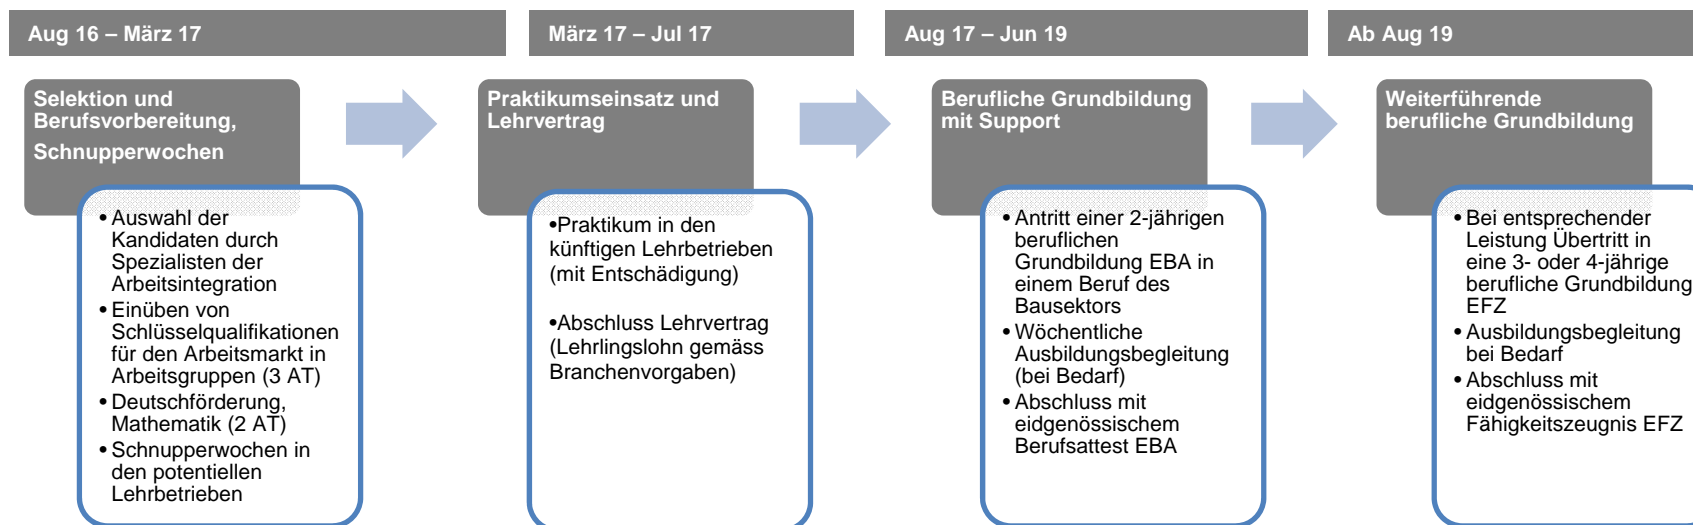 Aug 16 – März 17
März 17 – Jul 17
Aug 17 – Jun 19
Ab Aug 19
Selektion und
Berufsvorbereitung,
Schnupperwochen
• Auswahl der
Kandidaten durch
Spezialisten der
Arbeitsintegration
• Einüben von
Schlüsselqualifikationen
für den Arbeitsmarkt in
Arbeitsgruppen (3 AT)
• Deutschförderung,
Mathematik (2 AT)
• Schnupperwochen in
den potentiellen
Lehrbetrieben
Praktikumseinsatz und
Lehrvertrag
•Praktikum in den
künftigen Lehrbetrieben
(mit Entschädigung)
•Abschluss Lehrvertrag
(Lehrlingslohn gemäss
Branchenvorgaben)
Berufliche Grundbildung
mit Support
• Antritt einer 2-jährigen
beruflichen
Grundbildung EBA in
einem Beruf des
Bausektors
• Wöchentliche
Ausbildungsbegleitung
(bei Bedarf)
• Abschluss mit
eidgenössischem
Berufsattest EBA
Weiterführende
berufliche Grundbildung
• Bei entsprechender
Leistung Übertritt in
eine 3- oder 4-jährige
berufliche Grundbildung
EFZ
• Ausbildungsbegleitung
bei Bedarf
• Abschluss mit
eidgenössischem
Fähigkeitszeugnis EFZ